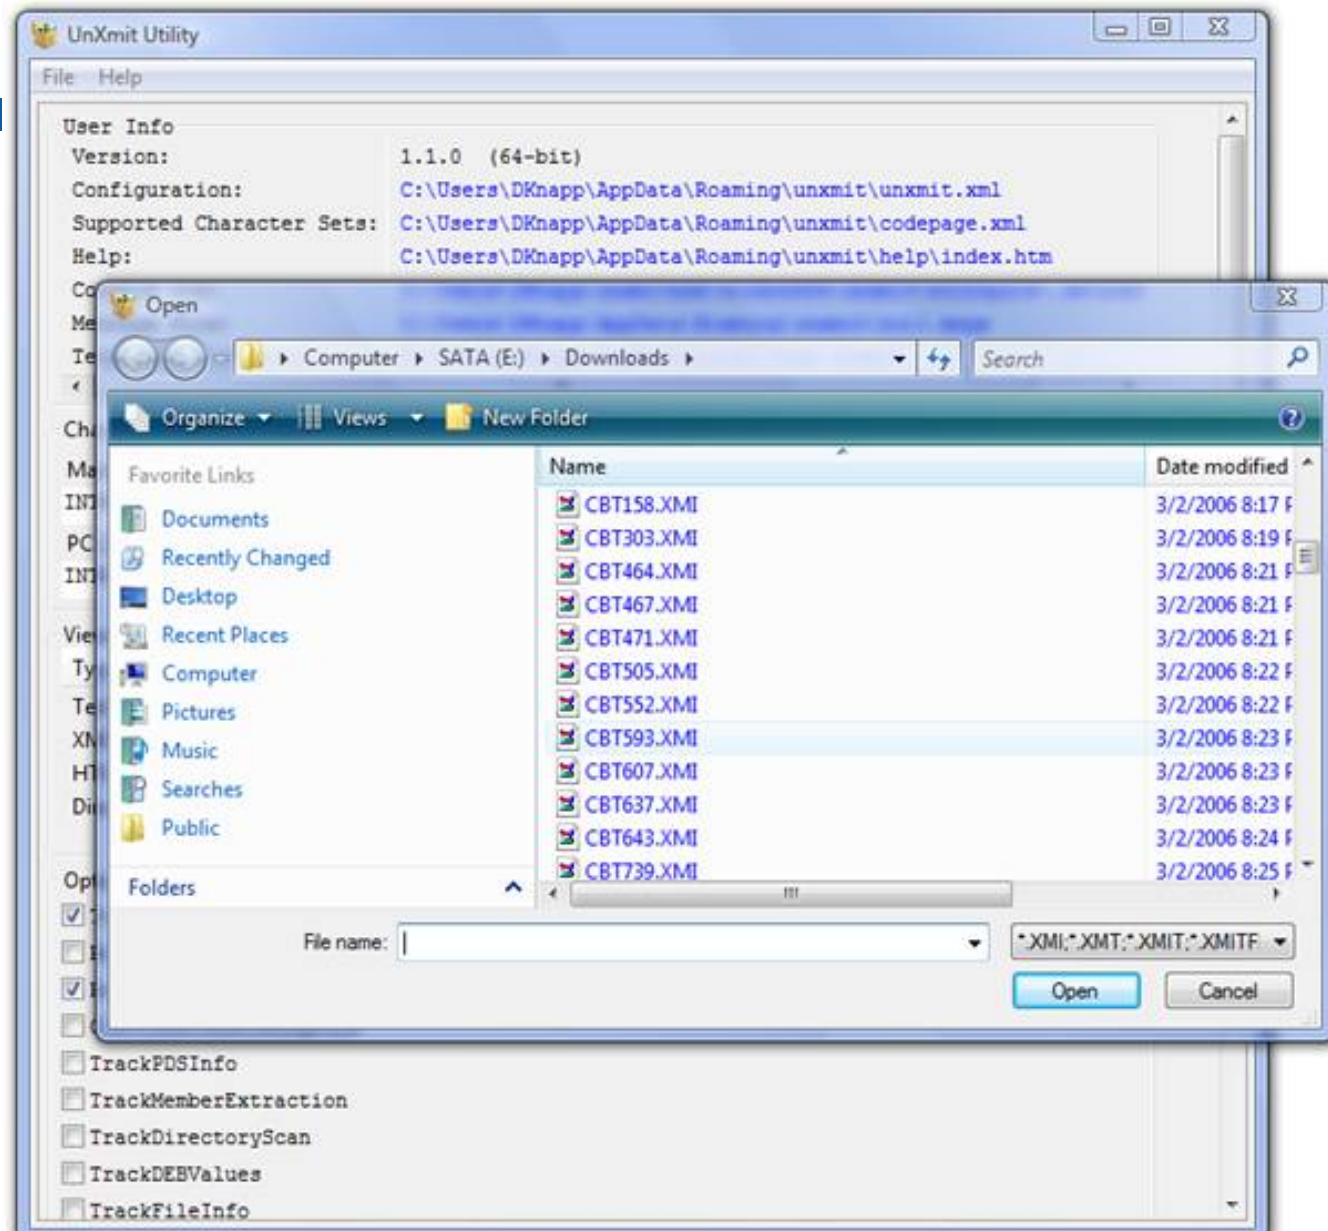 UnXmit Utility
File Help
User Info
Version: 1.1.0 (64-bit)
Configuration: C:\Users\DKnapp\AppData\Roaming\unxmit\unxmit.xml
Supported Character Sets: C:\Users\DKnapp\AppData\Roaming\unxmit\codepage.xml
Help: C:\Users\DKnapp\AppData\Roaming\unxmit\help\index.htm
Open
Computer SATA (E:) Downloads Search
Organize Views New Folder
Favorite Links
Documents
Recently Changed
Desktop
Recent Places
Computer
Pictures
Music
Searches
Public
Folders
Name Date modified
CBT158.XMI 3/2/2006 8:17
CBT303.XMI 3/2/2006 8:19
CBT464.XMI 3/2/2006 8:21
CBT467.XMI 3/2/2006 8:21
CBT471.XMI 3/2/2006 8:21
CBT505.XMI 3/2/2006 8:22
CBT552.XMI 3/2/2006 8:22
CBT593.XMI 3/2/2006 8:23
CBT607.XMI 3/2/2006 8:23
CBT637.XMI 3/2/2006 8:23
CBT643.XMI 3/2/2006 8:24
CBT739.XMI 3/2/2006 8:25
File name: *.XMI;*.XMT;*.XMIT;*.XMITF
Open Cancel
TrackPDSInfo
TrackMemberExtraction
TrackDirectoryScan
TrackDEBValues
TrackFileInfo